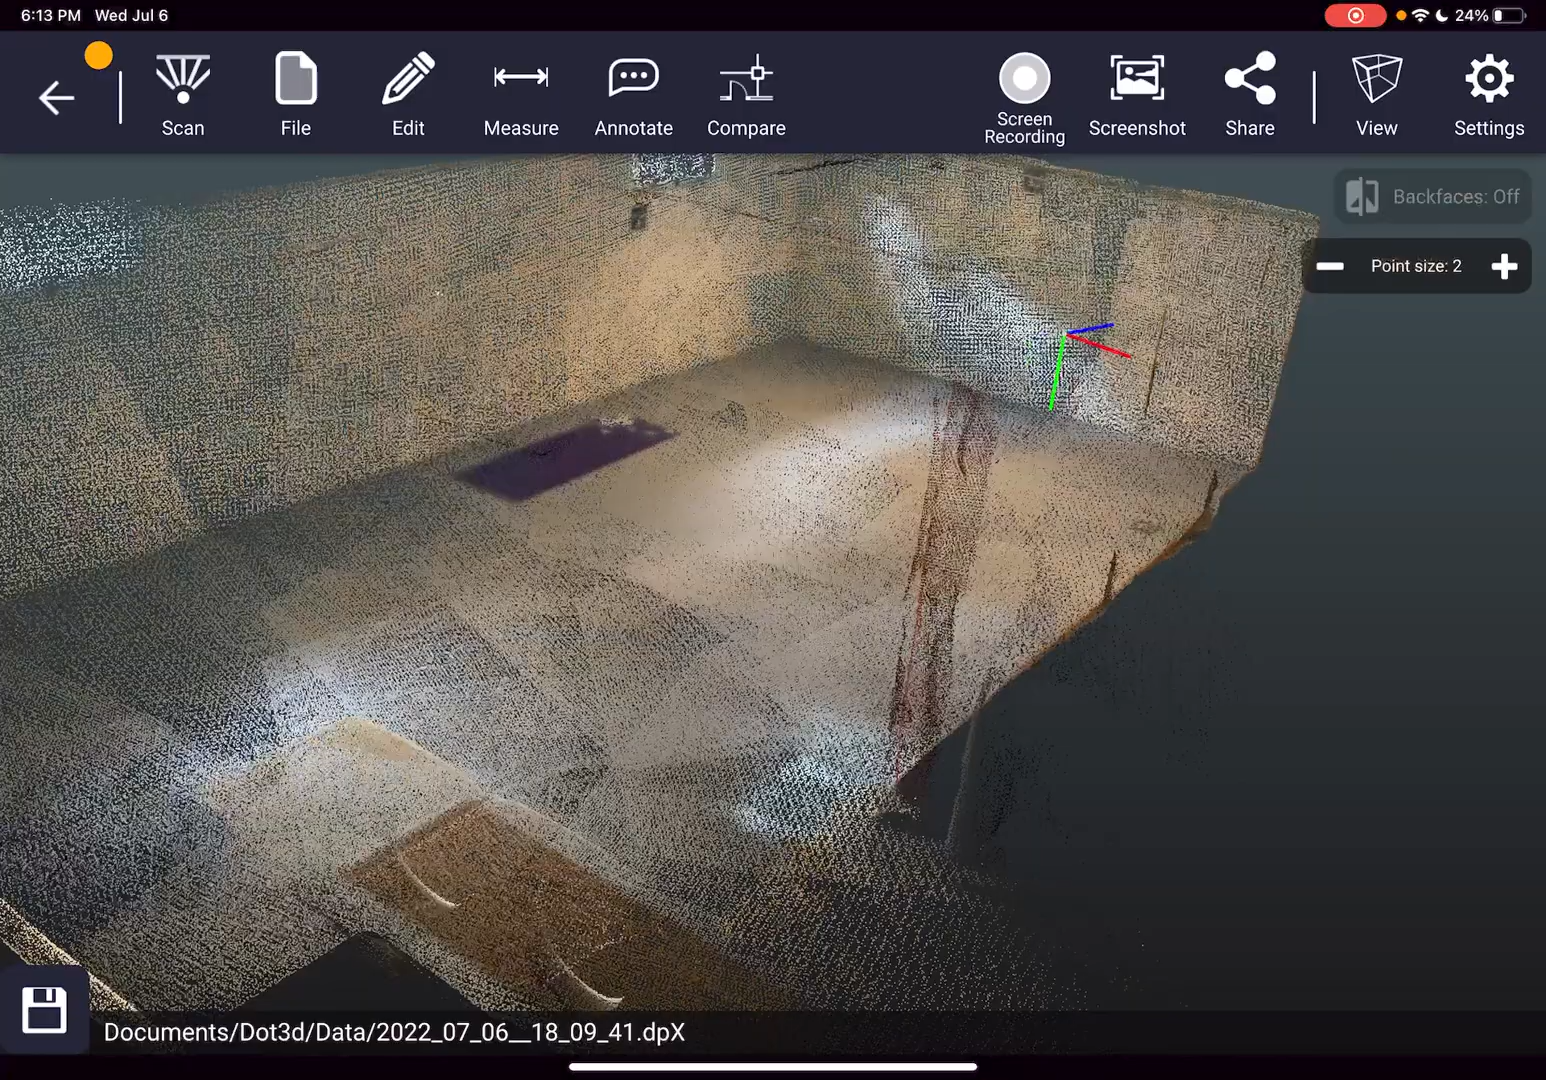 6:13 PM Wed Jul 6
24%
Scan
File
Edit
Measure
Annotate
Compare
Screen
Recording
Screenshot
Share
View
Settings
Backfaces: Off
Point size: 2
Documents/Dot3d/Data/2022_07_06__18_09_41.dpX